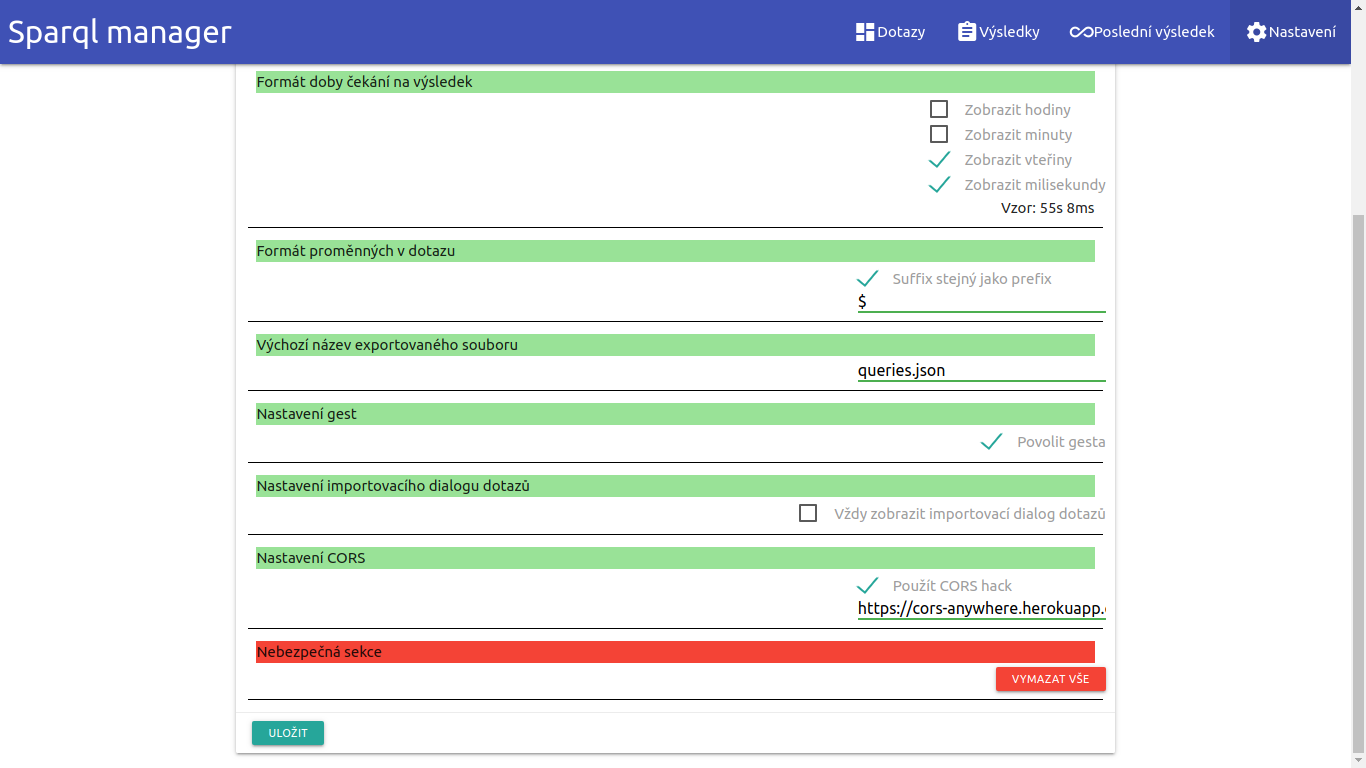 Sparql manager
Dotazy
Výsledky
Poslední výsledek
Nastavení
Formát doby čekání na výsledek
Zobrazit hodiny
Zobrazit minuty
Zobrazit vteřiny
Zobrazit milisekundy
Vzor: 55s 8ms
Formát proměnných v dotazu
Suffix stejný jako prefix
$
Výchozí název exportovaného souboru
queries.json
Nastavení gest
Povolit gesta
Nastavení importovacího dialogu dotazů
Vždy zobrazit importovací dialog dotazů
Nastavení CORS
Použít CORS hack
https://cors-anywhere.herokuapp.
Nebezpečná sekce
VYMAZAT VŠE
ULOŽIT